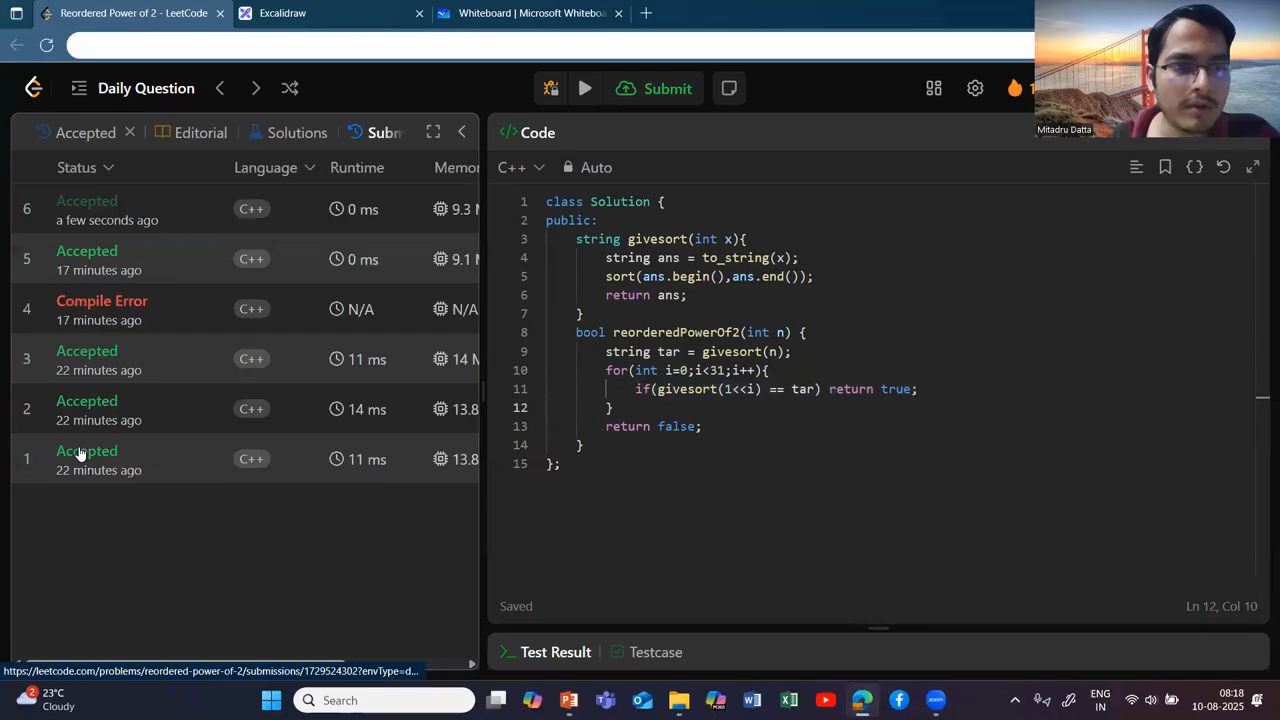 Reordered Power of 2 - LeetCode
Excalidraw
Whiteboard | Microsoft Whiteboa
Daily Question
Submit
Accepted
Editorial
Solutions
Subm
Code
Mitadru Datta
Status
Language
Runtime
Memor
C++
Auto
6
Accepted
a few seconds ago
C++
0 ms
9.3 M
5
Accepted
17 minutes ago
C++
0 ms
9.1 M
4
Compile Error
17 minutes ago
C++
N/A
N/A
3
Accepted
22 minutes ago
C++
11 ms
14 M
2
Accepted
22 minutes ago
C++
14 ms
13.8
1
Accepted
22 minutes ago
C++
11 ms
13.8
1 class Solution {
2 public:
3 string givesort(int x){
4 string ans = to_string(x);
5 sort(ans.begin(),ans.end());
6 return ans;
7 }
8 bool reorderedPowerOf2(int n) {
9 string tar = givesort(n);
10 for(int i=0;i<31;i++){
11 if(givesort(1<<i) == tar) return true;
12 }
13 return false;
14 }
15 };
Saved
Ln 12, Col 10
Test Result
Testcase
https://leetcode.com/problems/reordered-power-of-2/submissions/1729524302?envType=d...
2
23°C
Cloudy
Search
ENG
IN
08:18
10-08-2025